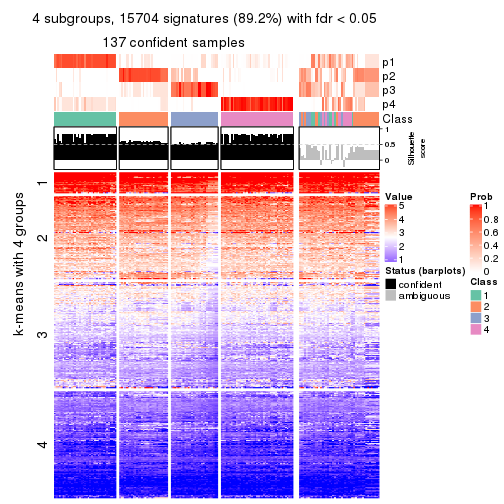 4 subgroups, 15704 signatures (89.2%) with fdr < 0.05
137 confident samples
p1
p2
p3
p4
Class
1
0.5
0
Silhouette
score
k-means with 4 groups
1
2
3
4
Value
5
4
3
2
1
Status (barplots)
confident
ambiguous
Prob
1
0.8
0.6
0.4
0.2
0
Class
1
2
3
4